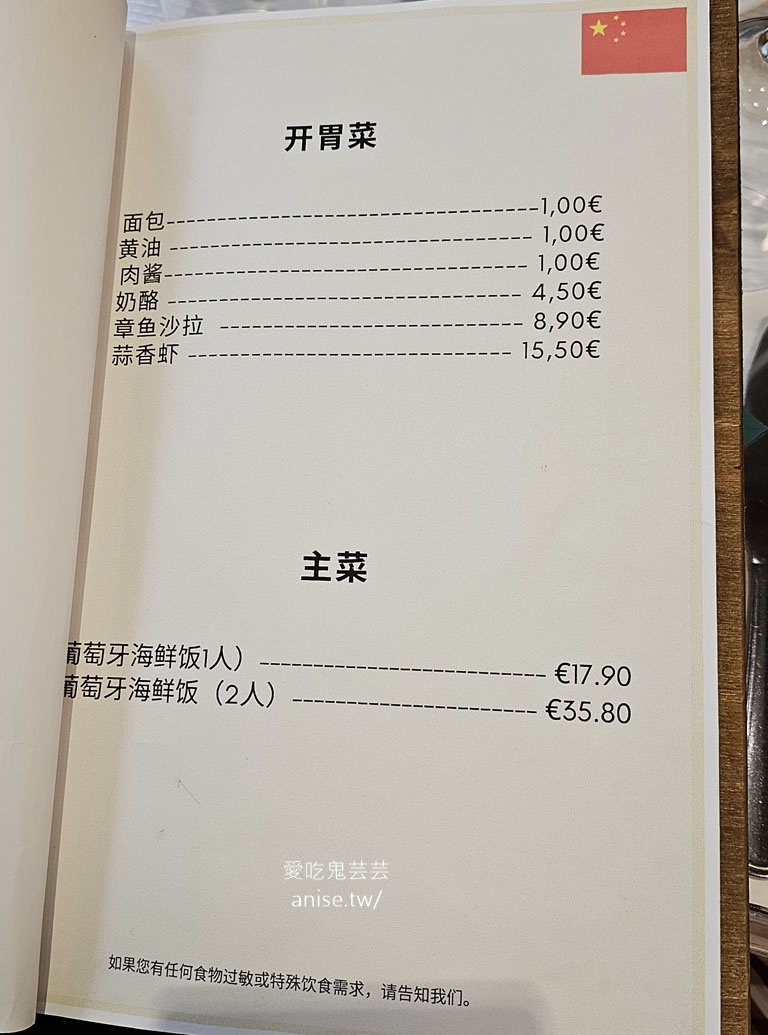 开胃菜
面包--------------------------------1,00€
黄油 -------------------------------- 1,00€
肉酱-------------------------------- 1,00€
奶酪 -------------------------------- 4,50€
章鱼沙拉 --------------------------- 8,90€
蒜香虾 ----------------------------- 15,50€
主菜
葡萄牙海鲜饭1人） ----------------------- €17.90
葡萄牙海鲜饭（2人） ------------------- €35.80
愛吃鬼芸芸
anise.tw/
如果您有任何食物过敏或特殊饮食需求，请告知我们。